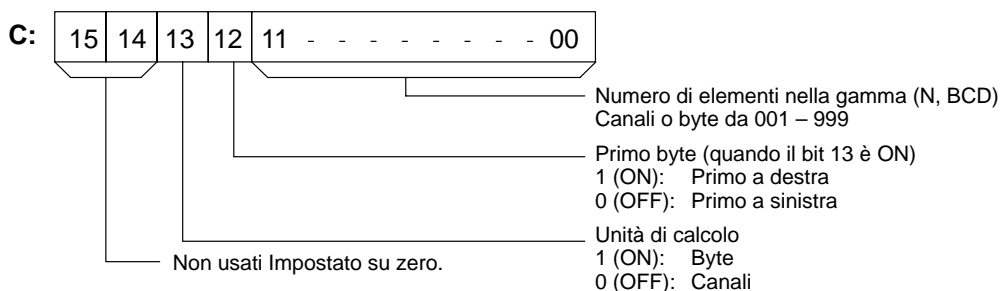 C: 15 14 13 12 11 - - - - - - - - 00
Numero di elementi nella gamma (N, BCD)
Canali o byte da 001 – 999
Primo byte (quando il bit 13 è ON)
1 (ON): Primo a destra
0 (OFF): Primo a sinistra
Unità di calcolo
1 (ON): Byte
0 (OFF): Canali
Non usati Impostato su zero.